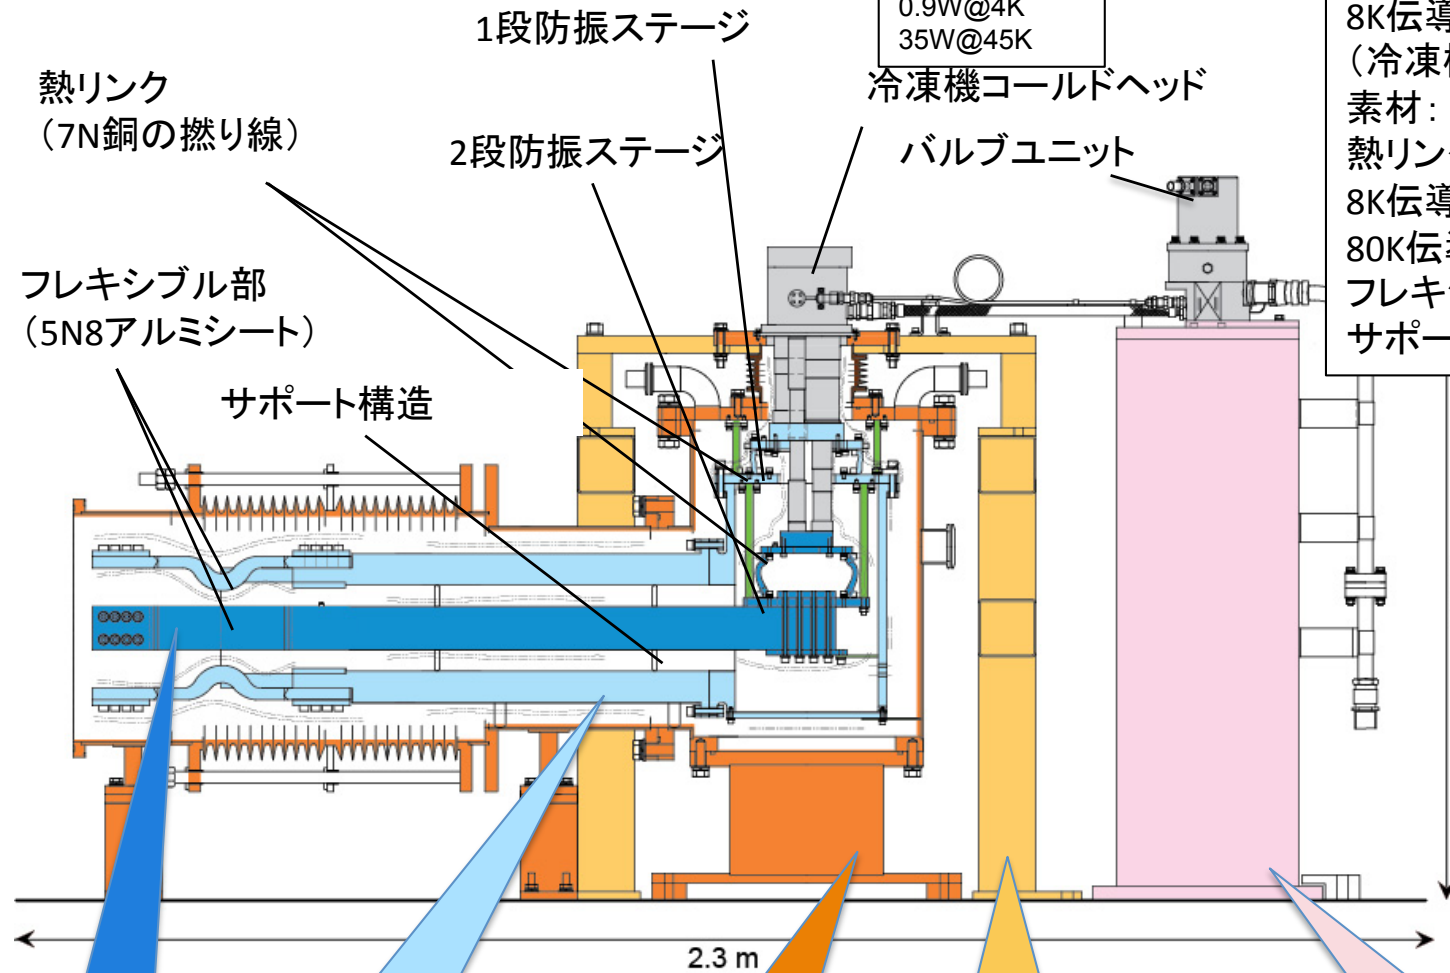 1段防振ステージ
0.9W@4K
35W@45K
熱リンク
（7N銅の撚り線）
冷凍機コールドヘッド
2段防振ステージ
バルブユニット
8K伝導
（冷凍機
素材：
熱リンク
8K伝導
80K伝導
フレキシ
サポー
フレキシブル部
（5N8アルミシート）
サポート構造
2.3 m